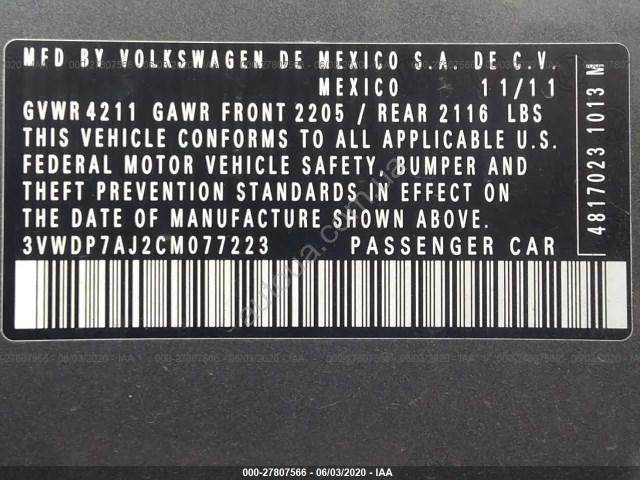 MFD BY VOLKSWAGEN DE MEXICO S.A. DE C.V.
MEXICO 11/11
GVWR 4211 GAWR FRONT 2205 / REAR 2116 LBS
THIS VEHICLE CONFORMS TO ALL APPLICABLE U.S.
FEDERAL MOTOR VEHICLE SAFETY, BUMPER AND
THEFT PREVENTION STANDARDS IN EFFECT ON
THE DATE OF MANUFACTURE SHOWN ABOVE.
3VWDP7AJ2CM077223 PASSENGER CAR
4817023 1013 M
000-27807566 - 06/03/2020 - IAA